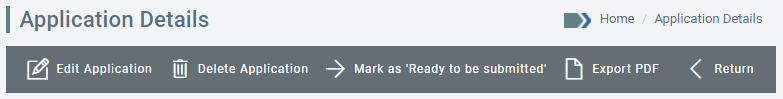 Application Details
Home / Application Details
Edit Application Delete Application Mark as 'Ready to be submitted' Export PDF Return